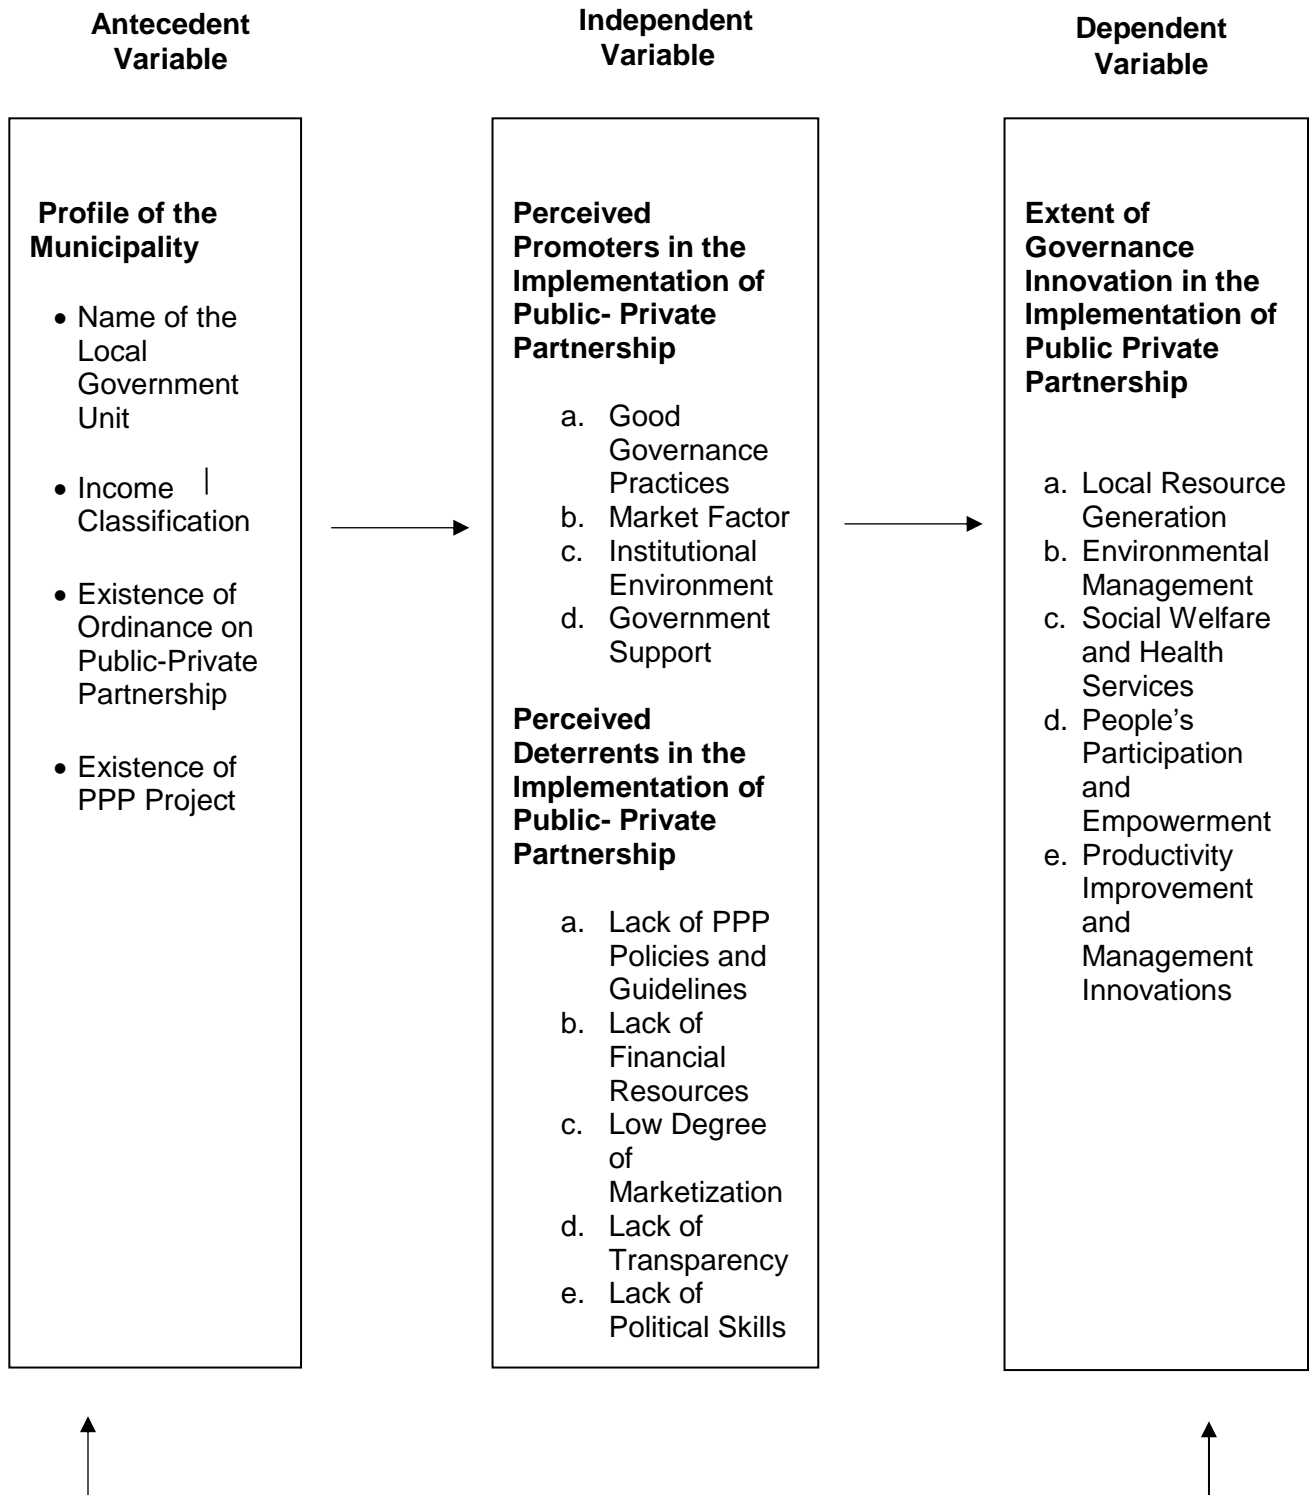 Antecedent
Variable
Independent
Variable
Dependent
Variable
Profile of the
Municipality
• Name of the
Local
Government
Unit
• Income
Classification
• Existence of
Ordinance on
Public-Private
Partnership
• Existence of
PPP Project
Perceived
Promoters in the
Implementation of
Public- Private
Partnership
a. Good
Governance
Practices
b. Market Factor
c. Institutional
Environment
d. Government
Support
Perceived
Deterrents in the
Implementation of
Public- Private
Partnership
a. Lack of PPP
Policies and
Guidelines
b. Lack of
Financial
Resources
c. Low Degree
of
Marketization
d. Lack of
Transparency
e. Lack of
Political Skills
Extent of
Governance
Innovation in the
Implementation of
Public Private
Partnership
a. Local Resource
Generation
b. Environmental
Management
c. Social Welfare
and Health
Services
d. People’s
Participation
and
Empowerment
e. Productivity
Improvement
and
Management
Innovations